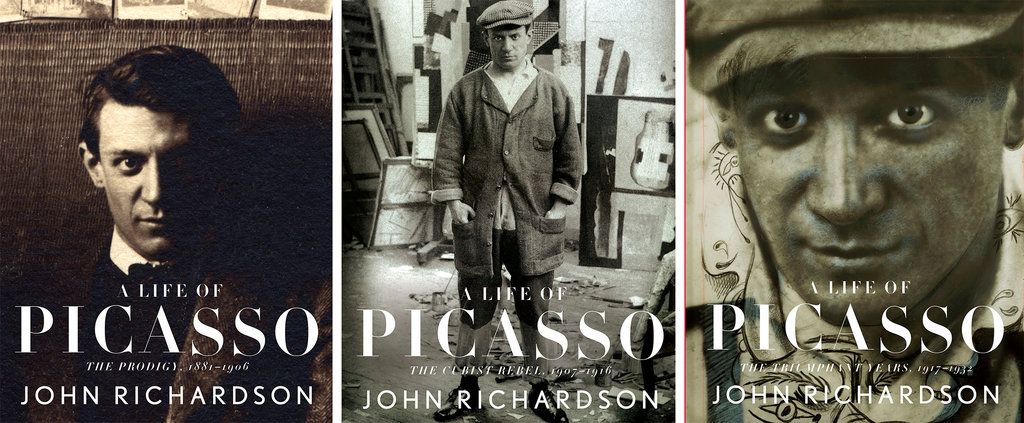 A LIFE OF
PICASSO
THE PRODIGY, 1881–1906
JOHN RICHARDSON
A LIFE OF
PICASSO
THE CUBIST REBEL, 1907–1916
JOHN RICHARDSON
A LIFE OF
PICASSO
THE TRIUMPHANT YEARS, 1917–1932
JOHN RICHARDSON